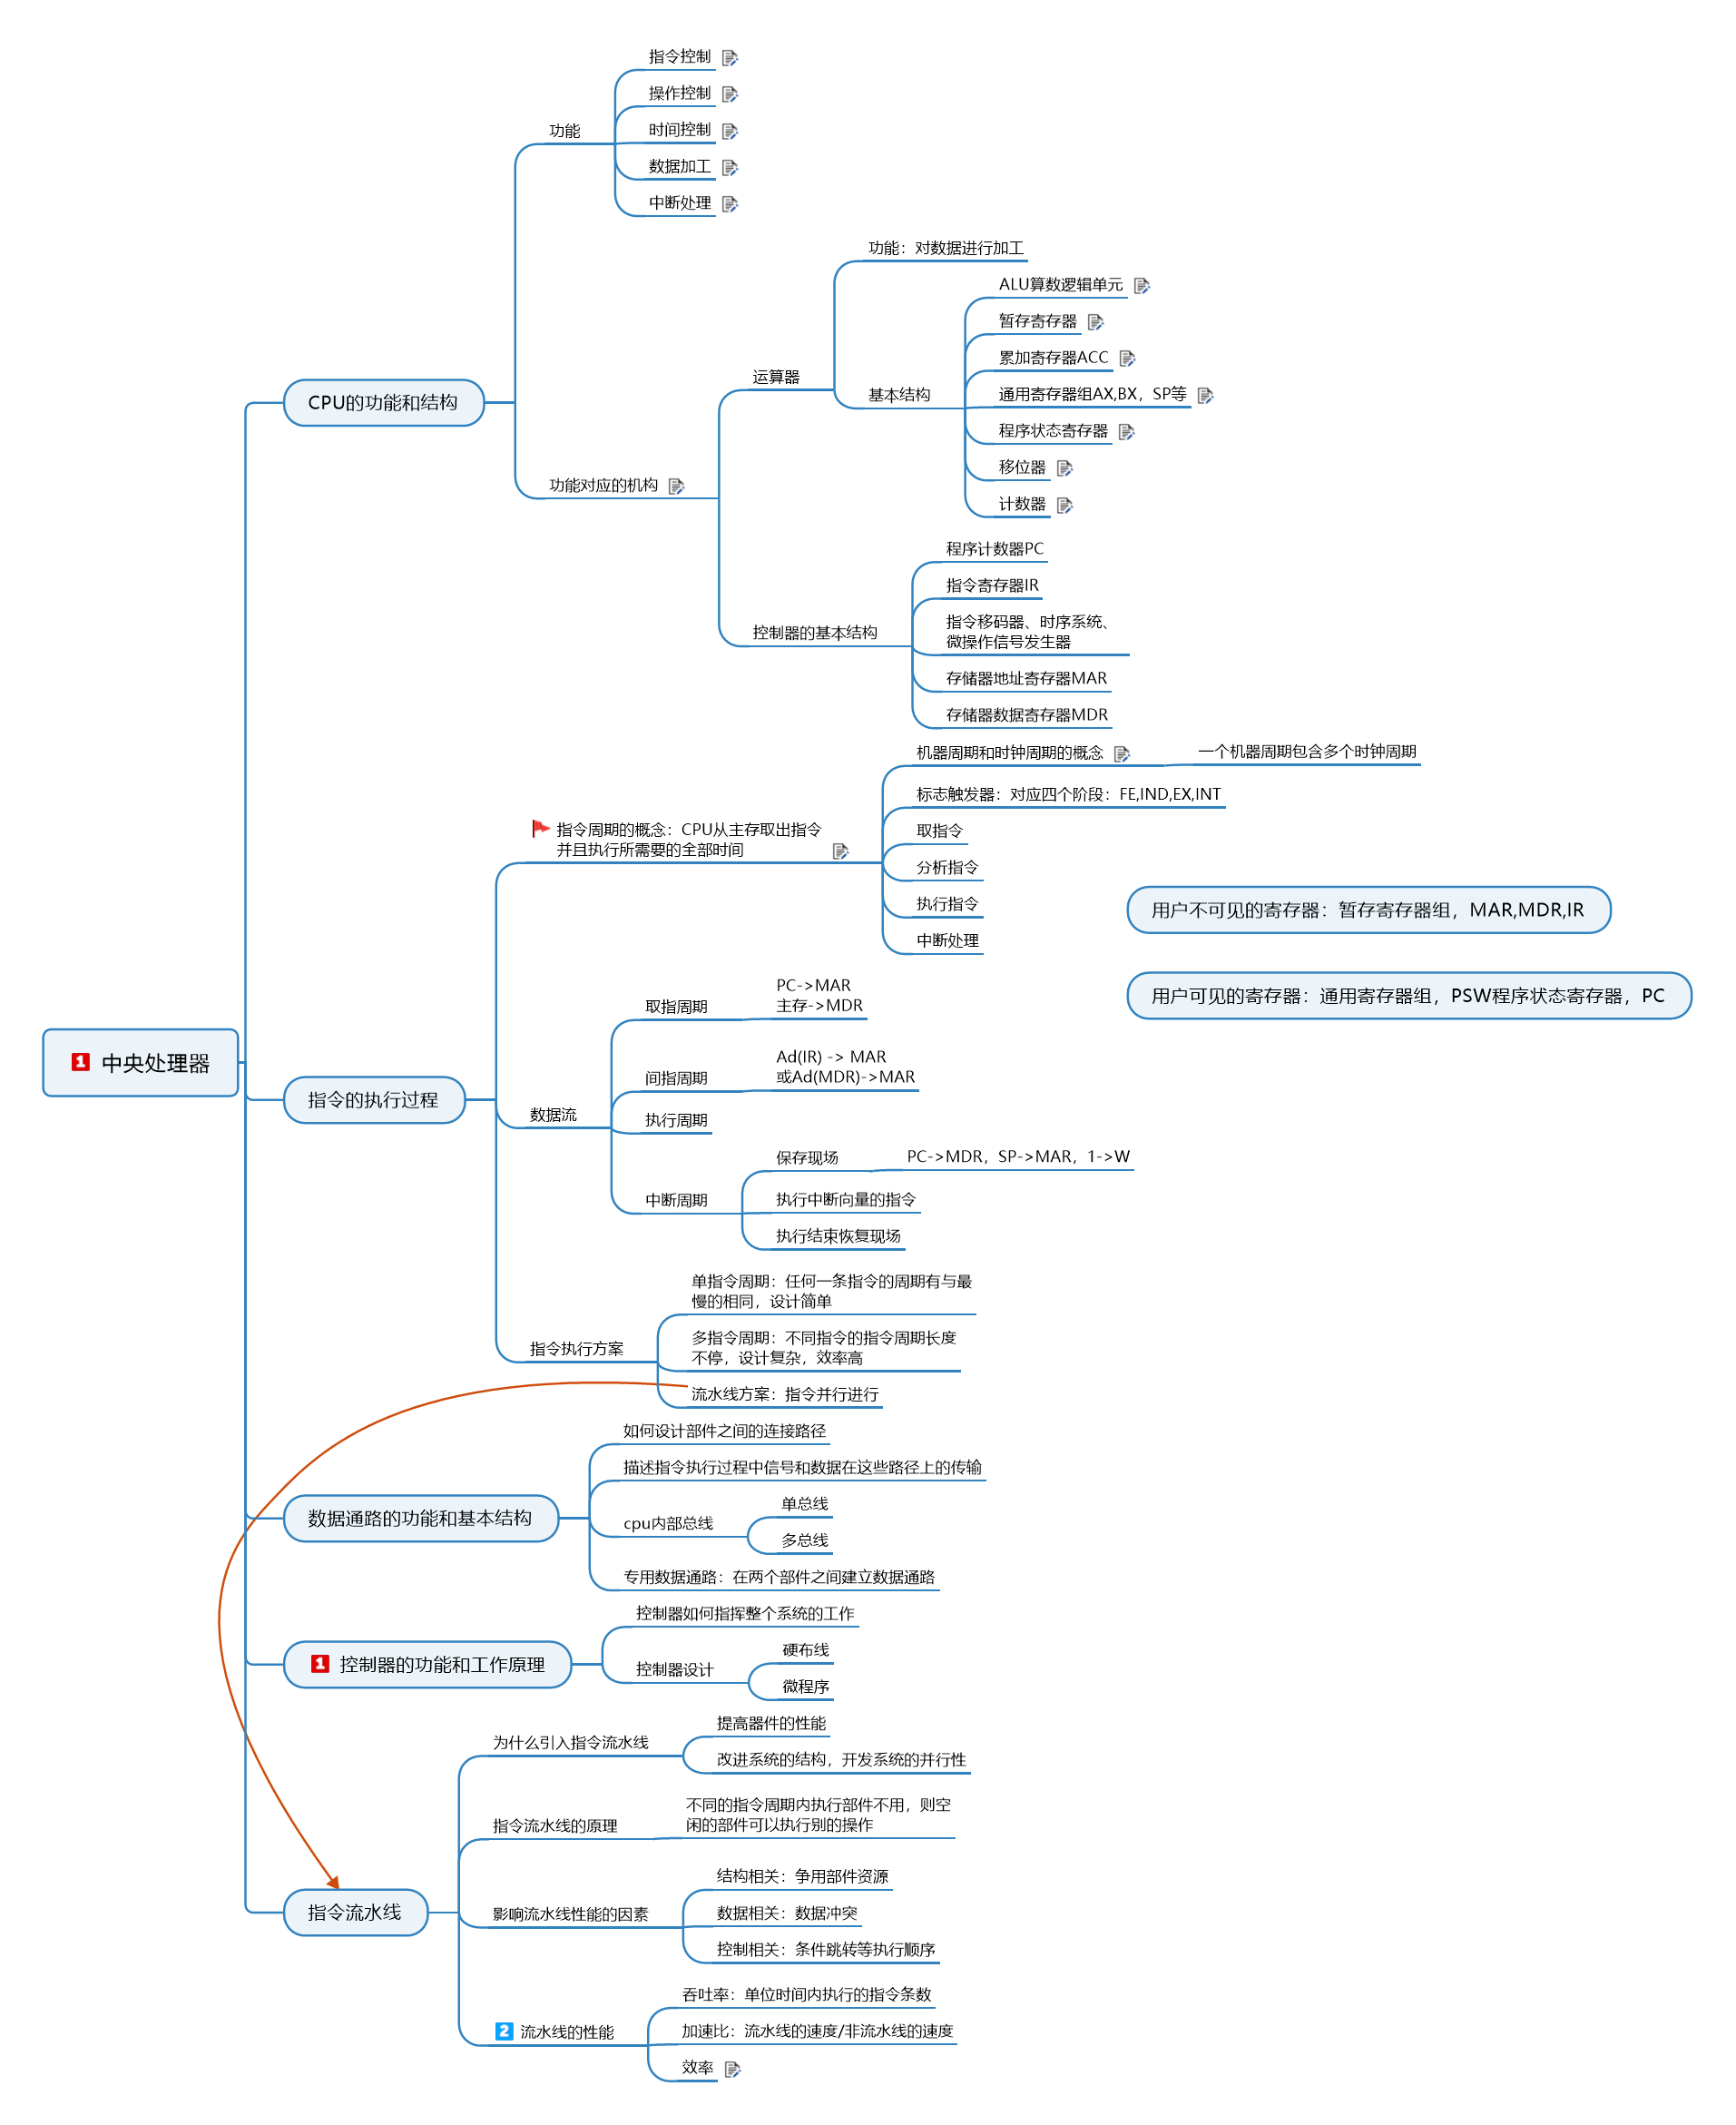 指令控制
操作控制
时间控制
数据加工
中断处理
功能
功能：对数据进行加工
ALU算数逻辑单元
暂存寄存器
累加寄存器ACC
通用寄存器组AX,BX，SP等
程序状态寄存器
移位器
计数器
基本结构
运算器
CPU的功能和结构
功能对应的机构
程序计数器PC
指令寄存器IR
指令移码器、时序系统、
微操作信号发生器
存储器地址寄存器MAR
存储器数据寄存器MDR
控制器的基本结构
机器周期和时钟周期的概念
一个机器周期包含多个时钟周期
标志触发器：对应四个阶段：FE,IND,EX,INT
取指令
分析指令
执行指令
中断处理
指令周期的概念：CPU从主存取出指令
并且执行所需要的全部时间
用户不可见的寄存器：暂存寄存器组，MAR,MDR,IR
用户可见的寄存器：通用寄存器组，PSW程序状态寄存器，PC
取指周期
PC->MAR
主存->MDR
间指周期
Ad(IR) -> MAR
或Ad(MDR)->MAR
执行周期
数据流
中断周期
保存现场
PC->MDR，SP->MAR，1->W
执行中断向量的指令
执行结束恢复现场
1 中央处理器
指令的执行过程
单指令周期：任何一条指令的周期有与最
慢的相同，设计简单
多指令周期：不同指令的指令周期长度
不停，设计复杂，效率高
流水线方案：指令并行进行
指令执行方案
如何设计部件之间的连接路径
描述指令执行过程中信号和数据在这些路径上的传输
cpu内部总线
单总线
多总线
专用数据通路：在两个部件之间建立数据通路
数据通路的功能和基本结构
控制器如何指挥整个系统的工作
控制器设计
硬布线
微程序
1 控制器的功能和工作原理
为什么引入指令流水线
提高器件的性能
改进系统的结构，开发系统的并行性
指令流水线的原理
不同的指令周期内执行部件不用，则空
闲的部件可以执行别的操作
影响流水线性能的因素
结构相关：争用部件资源
数据相关：数据冲突
控制相关：条件跳转等执行顺序
指令流水线
2 流水线的性能
吞吐率：单位时间内执行的指令条数
加速比：流水线的速度/非流水线的速度
效率